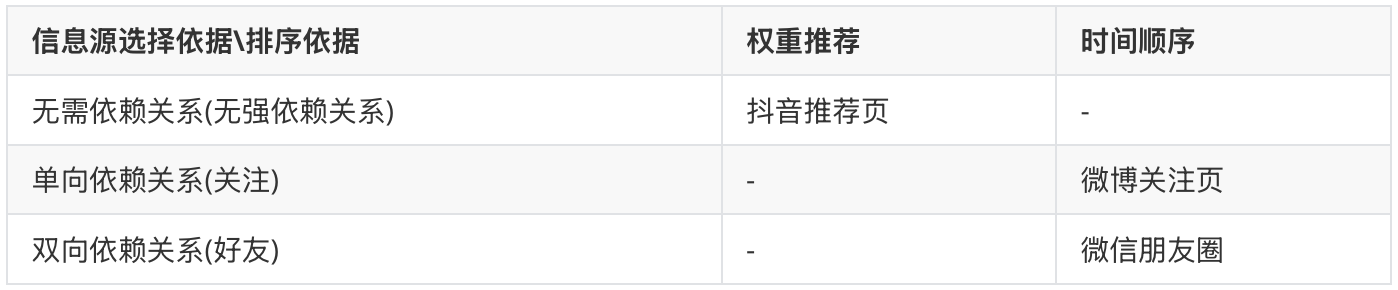 信息源选择依据\排序依据 权重推荐 时间顺序
无需依赖关系(无强依赖关系) 抖音推荐页 -
单向依赖关系(关注) - 微博关注页
双向依赖关系(好友) - 微信朋友圈